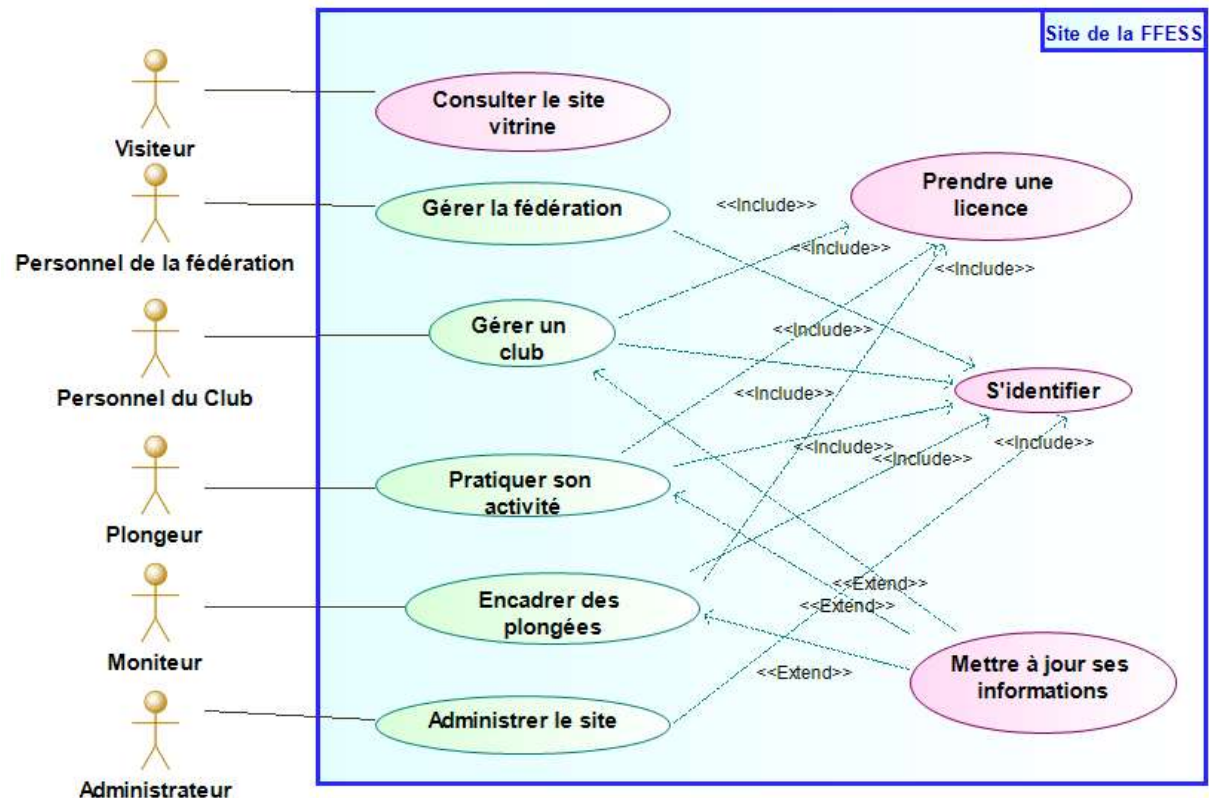 Site de la FFESS
Consulter le site
vitrine
Visiteur
Prendre une
licence
Gérer la fédération
<<Include>>
Personnel de la fédération
<<Include>>
<<Include>>
Gérer un
club
<<Include>>
S'identifier
Personnel du Club
<<Include>>
<<Include>>
<<Include>>
<<Include>>
Pratiquer son
activité
Plongeur
<<Extend>>
<<Extend>>
Encadrer des
plongées
Moniteur
<<Extend>>
Mettre à jour ses
informations
Administrer le site
Administrateur